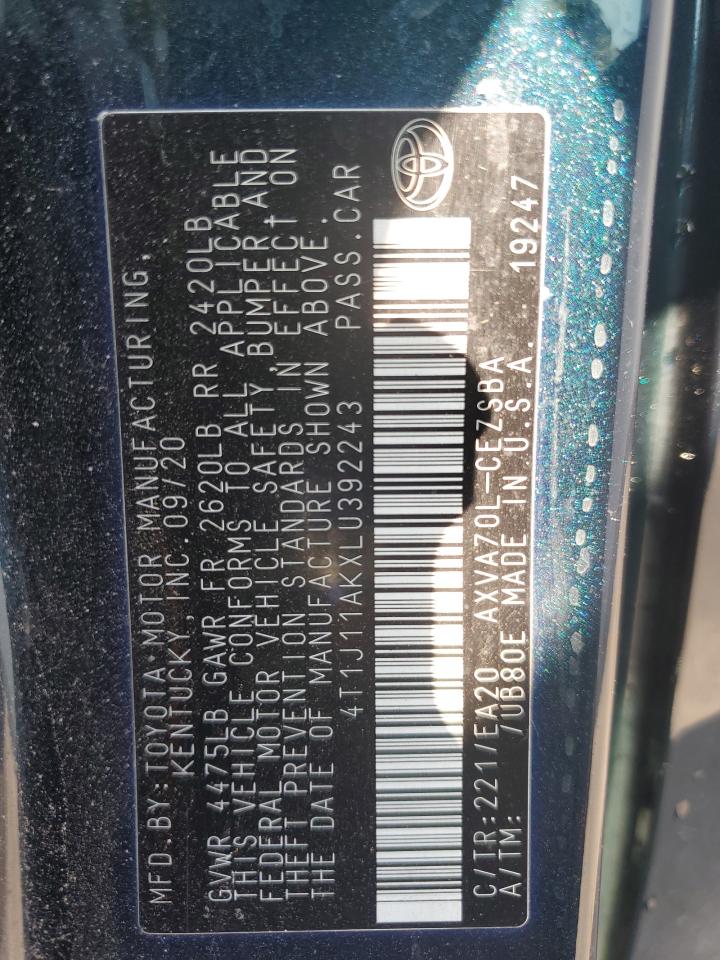 MFD.BY:TOYOTA MOTOR MANUFACTURING,
KENTUCKY,INC.09/20
GVWR 4475LB GAWR FR 2620LB RR 2420LB
THIS VEHICLE CONFORMS TO ALL APPLICABLE
FEDERAL MOTOR VEHICLE SAFETY, BUMPER AND
THEFT PREVENTION STANDARDS IN EFFECT ON
THE DATE OF MANUFACTURE SHOWN ABOVE.
4T1J11AKXLU392243 PASS.CAR
C/TR:221/EA20 AXVA70L-CEZSBA
A/TM: /UB80E MADE IN U.S.A. 19247